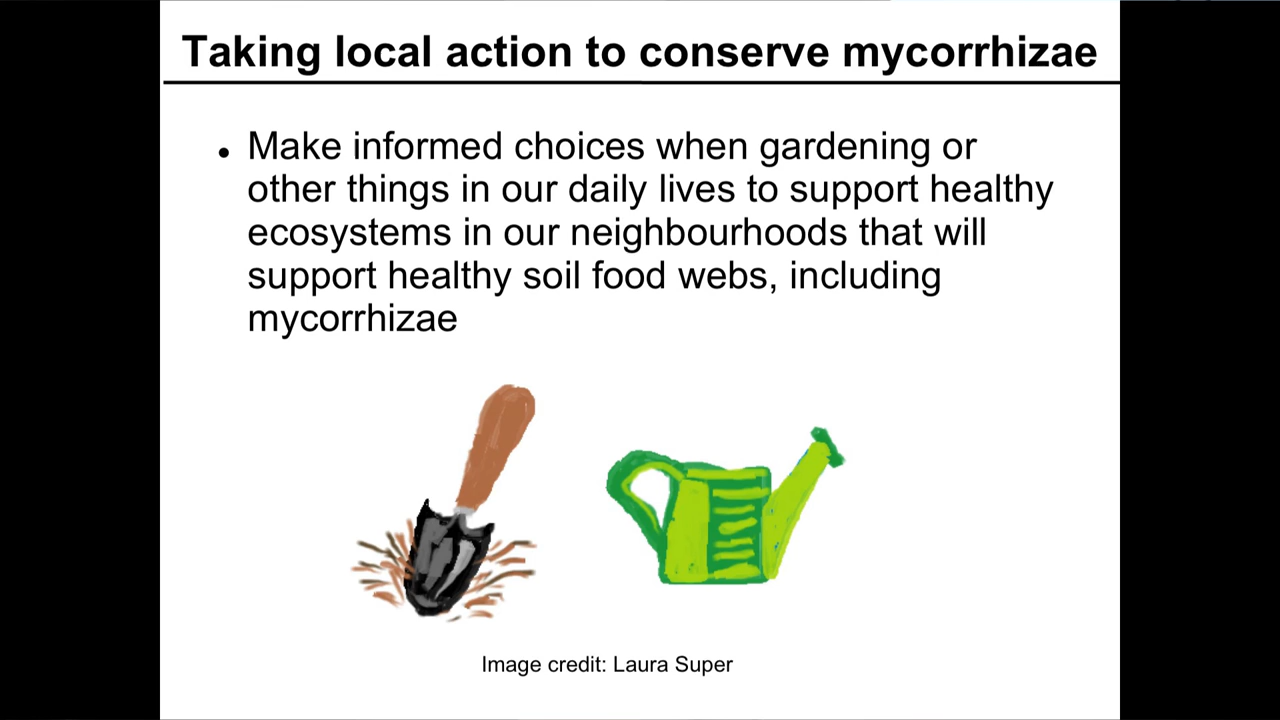 Taking local action to conserve mycorrhizae
• Make informed choices when gardening or
other things in our daily lives to support healthy
ecosystems in our neighbourhoods that will
support healthy soil food webs, including
mycorrhizae
Image credit: Laura Super